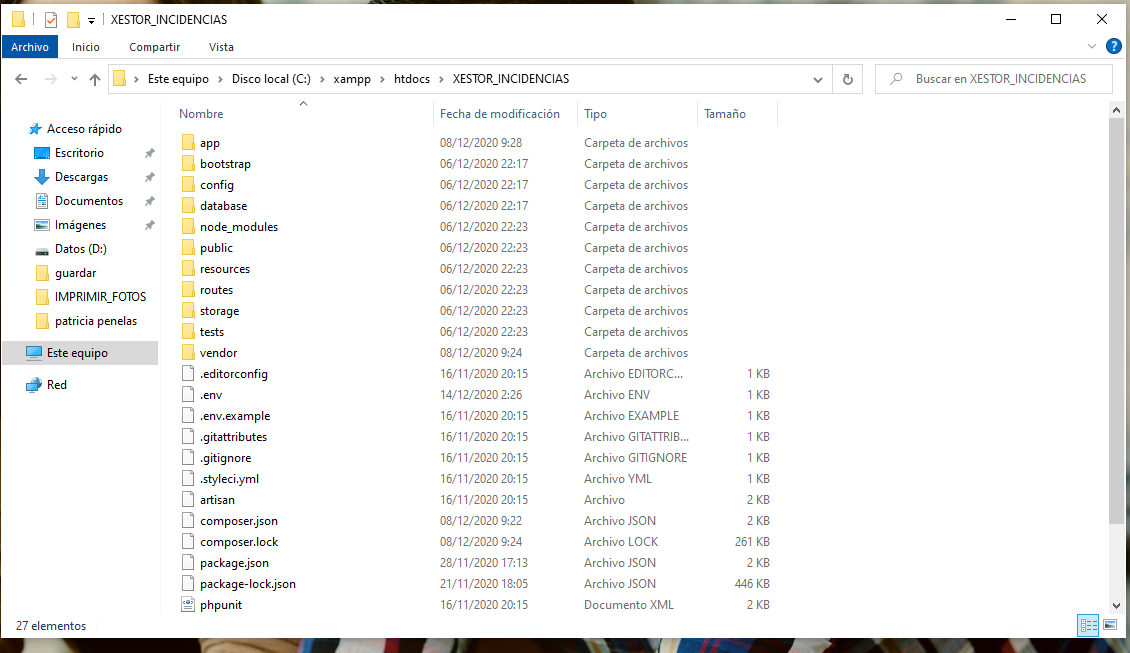 XESTOR_INCIDENCIAS
Archivo Inicio Compartir Vista
Este equipo > Disco local (C:) > xampp > htdocs > XESTOR_INCIDENCIAS
Buscar en XESTOR_INCIDENCIAS
Acceso rápido
Escritorio
Descargas
Documentos
Imágenes
Datos (D:)
guardar
IMPRIMIR_FOTOS
patricia penelas
Este equipo
Red
Nombre Fecha de modificación Tipo Tamaño
app 08/12/2020 9:28 Carpeta de archivos
bootstrap 06/12/2020 22:17 Carpeta de archivos
config 06/12/2020 22:17 Carpeta de archivos
database 06/12/2020 22:17 Carpeta de archivos
node_modules 06/12/2020 22:23 Carpeta de archivos
public 06/12/2020 22:23 Carpeta de archivos
resources 06/12/2020 22:23 Carpeta de archivos
routes 06/12/2020 22:23 Carpeta de archivos
storage 06/12/2020 22:23 Carpeta de archivos
tests 06/12/2020 22:23 Carpeta de archivos
vendor 08/12/2020 9:24 Carpeta de archivos
.editorconfig 16/11/2020 20:15 Archivo EDITORC... 1 KB
.env 14/12/2020 2:26 Archivo ENV 1 KB
.env.example 16/11/2020 20:15 Archivo EXAMPLE 1 KB
.gitattributes 16/11/2020 20:15 Archivo GITATTRIB... 1 KB
.gitignore 16/11/2020 20:15 Archivo GITIGNORE 1 KB
.styleci.yml 16/11/2020 20:15 Archivo YML 1 KB
artisan 16/11/2020 20:15 Archivo 2 KB
composer.json 08/12/2020 9:22 Archivo JSON 2 KB
composer.lock 08/12/2020 9:24 Archivo LOCK 261 KB
package.json 28/11/2020 17:13 Archivo JSON 2 KB
package-lock.json 21/11/2020 18:05 Archivo JSON 446 KB
phpunit 16/11/2020 20:15 Documento XML 2 KB
27 elementos